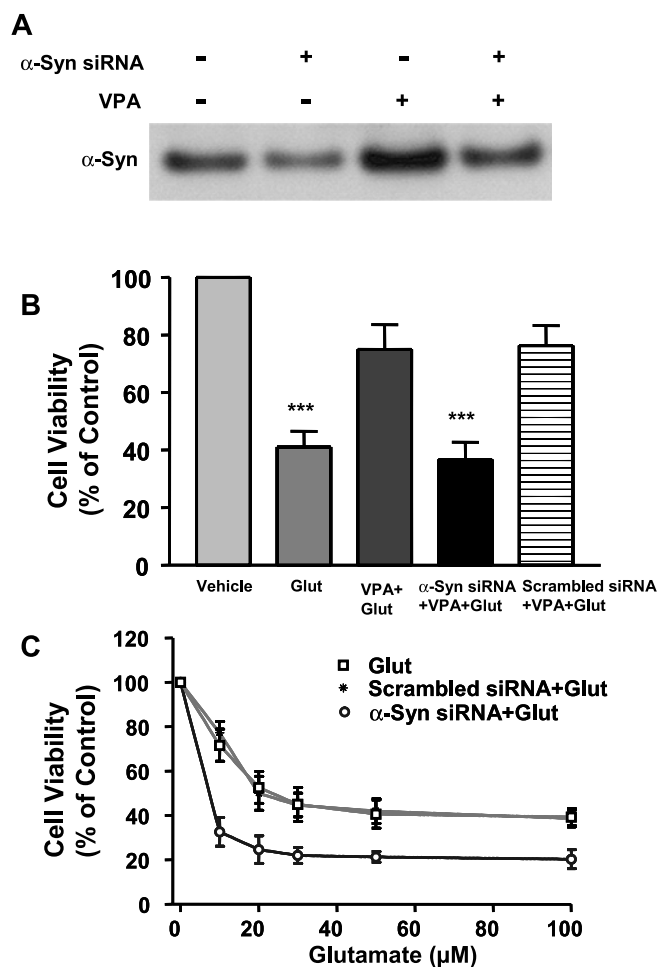 A
α-Syn siRNA - + - +
VPA - - + +
α-Syn
B
Cell Viability
(% of Control)
100
80
60
40
20
0
***
***
Vehicle
Glut
VPA+
Glut
α-Syn siRNA
+VPA+Glut
Scrambled siRNA
+VPA+Glut
C
Cell Viability
(% of Control)
120
100
80
60
40
20
0
Glut
Scrambled siRNA+Glut
α-Syn siRNA+Glut
0 20 40 60 80 100
Glutamate (μM)